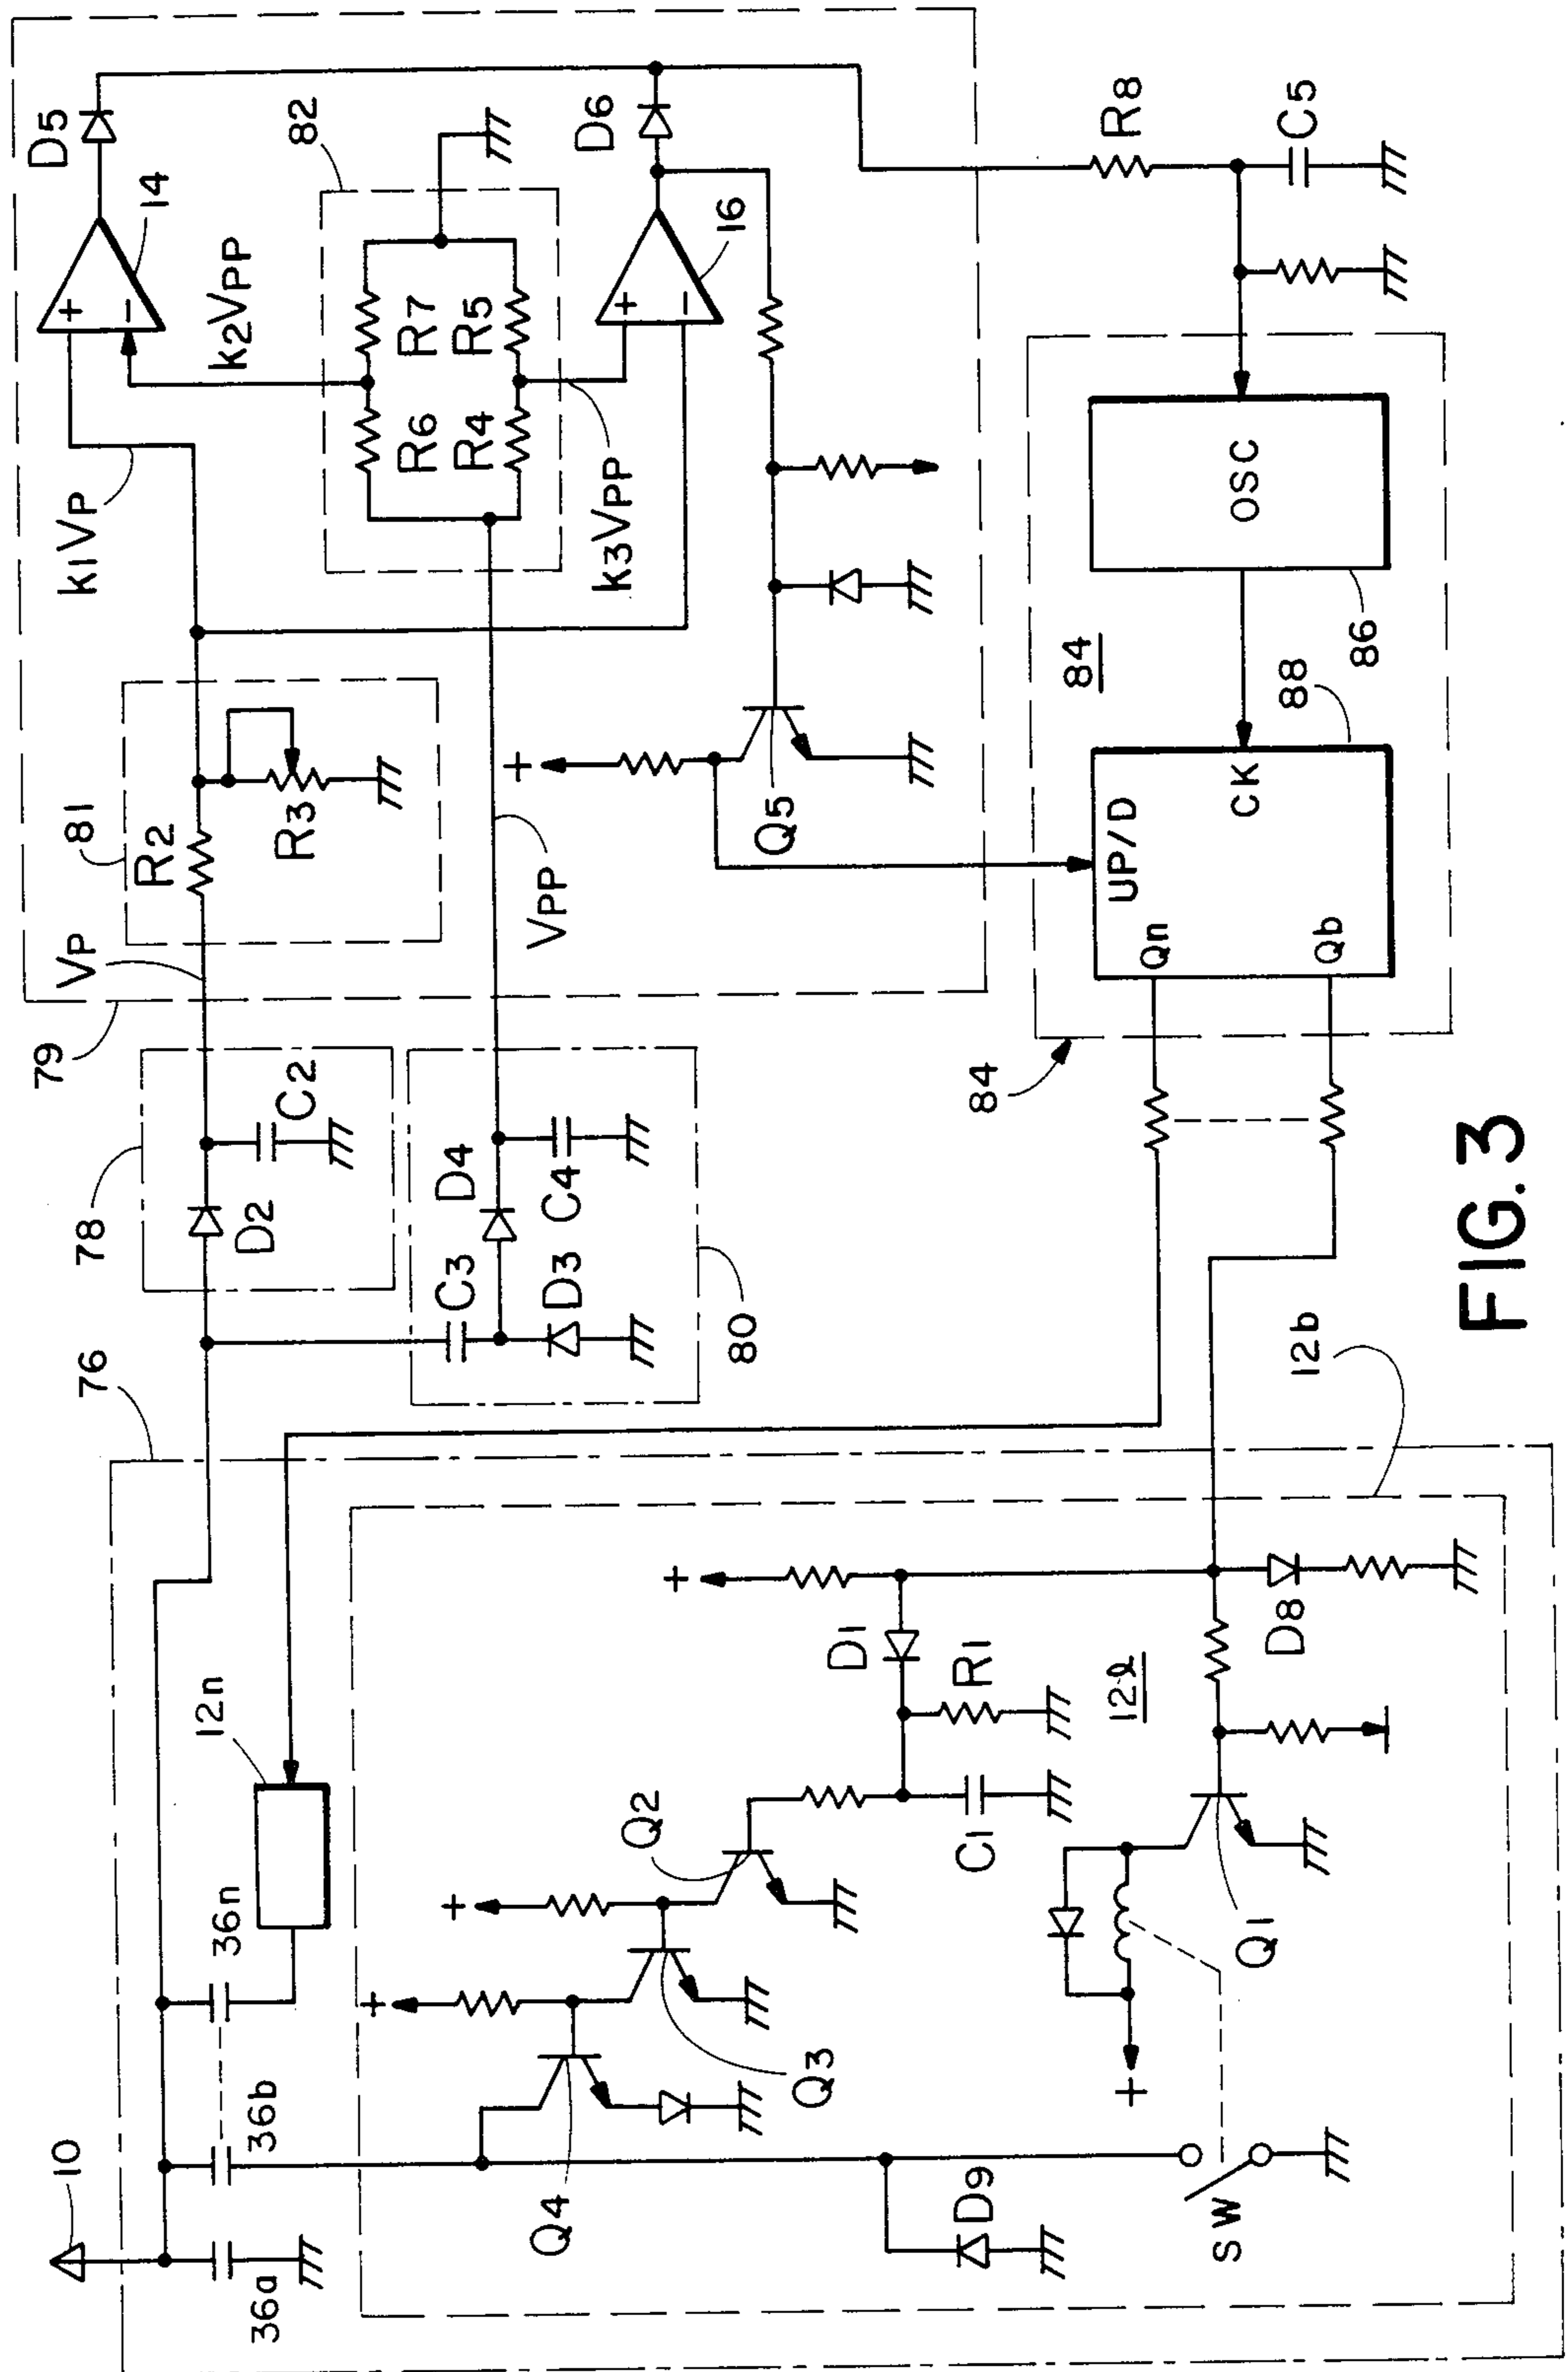 10
76
78
79
VP
81
R2
R3
k1VP
k2VPP
D5
14
82
R6
R7
R4
R5
k3VPP
D6
16
36a
36b
36n
12n
D2
C2
C3
D3
D4
C4
80
VPP
Q5
+
R8
C5
84
84
UP/D
Qn
Qb
CK
88
OSC
86
+
+
+
Q4
Q3
Q2
C1
D1
R1
12l
D9
SW
+
Q1
D8
12b
+
-
+
-
FIG.3